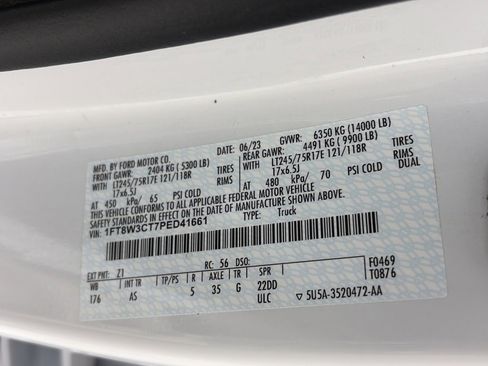 MFD. BY FORD MOTOR CO. DATE: 06/23 GVWR: 6350 KG (14000 LB)
FRONT GAWR: 2404 KG (5300 LB) REAR GAWR: 4491 KG (9900 LB)
WITH LT245/75R17E 121/118R TIRES WITH LT245/75R17E 121/118R TIRES
17x6.5J RIMS 17x6.5J RIMS
AT 450 kPa/ 65 PSI COLD AT 480 kPa/ 70 PSI COLD DUAL
THIS VEHICLE CONFORMS TO ALL APPLICABLE FEDERAL MOTOR VEHICLE
SAFETY STANDARDS IN EFFECT ON THE DATE OF MANUFACTURE SHOWN ABOVE.
VIN: 1FT8W3CT7PED41661 TYPE: Truck
F0469
T0876
EXT PNT: Z1 RC: 56 DSO:
WB INT TR TP/PS R AXLE TR SPR
176 AS 5 35 G 22DD
ULC 5U5A-3520472-AA